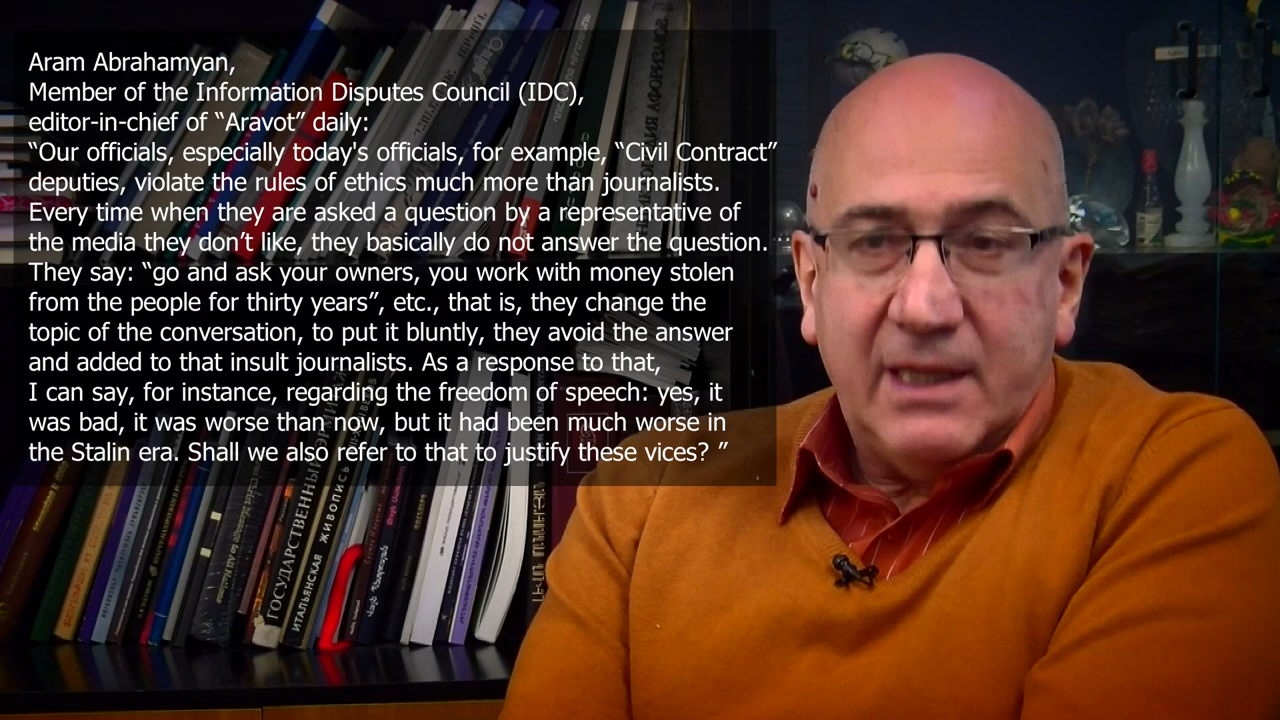 Aram Abrahamyan,
Member of the Information Disputes Council (IDC),
editor-in-chief of “Aravot” daily:
“Our officials, especially today's officials, for example, “Civil Contract”
deputies, violate the rules of ethics much more than journalists.
Every time when they are asked a question by a representative of
the media they don’t like, they basically do not answer the question.
They say: “go and ask your owners, you work with money stolen
from the people for thirty years”, etc., that is, they change the
topic of the conversation, to put it bluntly, they avoid the answer
and added to that insult journalists. As a response to that,
I can say, for instance, regarding the freedom of speech: yes, it
was bad, it was worse than now, but it had been much worse in
the Stalin era. Shall we also refer to that to justify these vices? ”
ГОСУДАРСТВЕННЫЙ
ИТАЛЬЯНСКАЯ ЖИВОПИСЬ